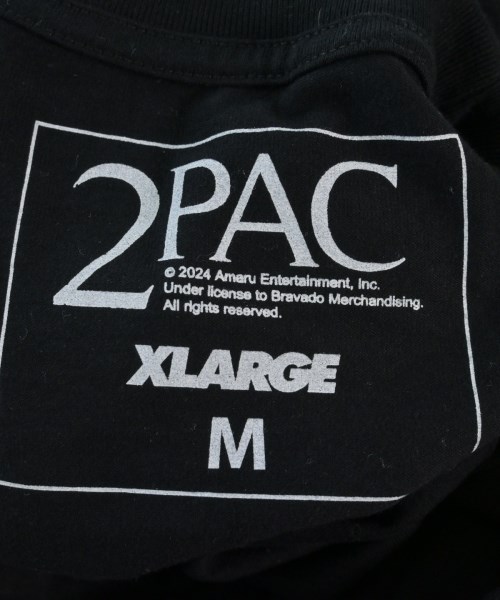 2PAC
© 2024 Amaru Entertainment, Inc.
Under license to Bravado Merchandising.
All rights reserved.
XLARGE
M